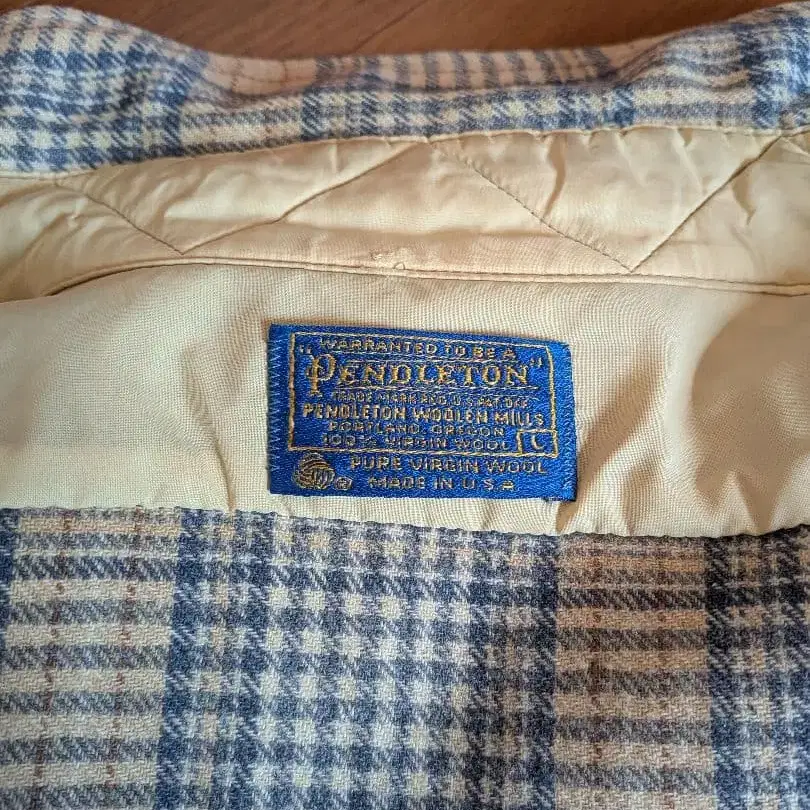 WARRANTED TO BE A
"PENDLETON"
TRADE MARK REG. U.S. PAT. OFF.
PENDLETON WOOLEN MILLS
PORTLAND, OREGON
100% VIRGIN WOOL L
PURE VIRGIN WOOL
MADE IN U.S.A